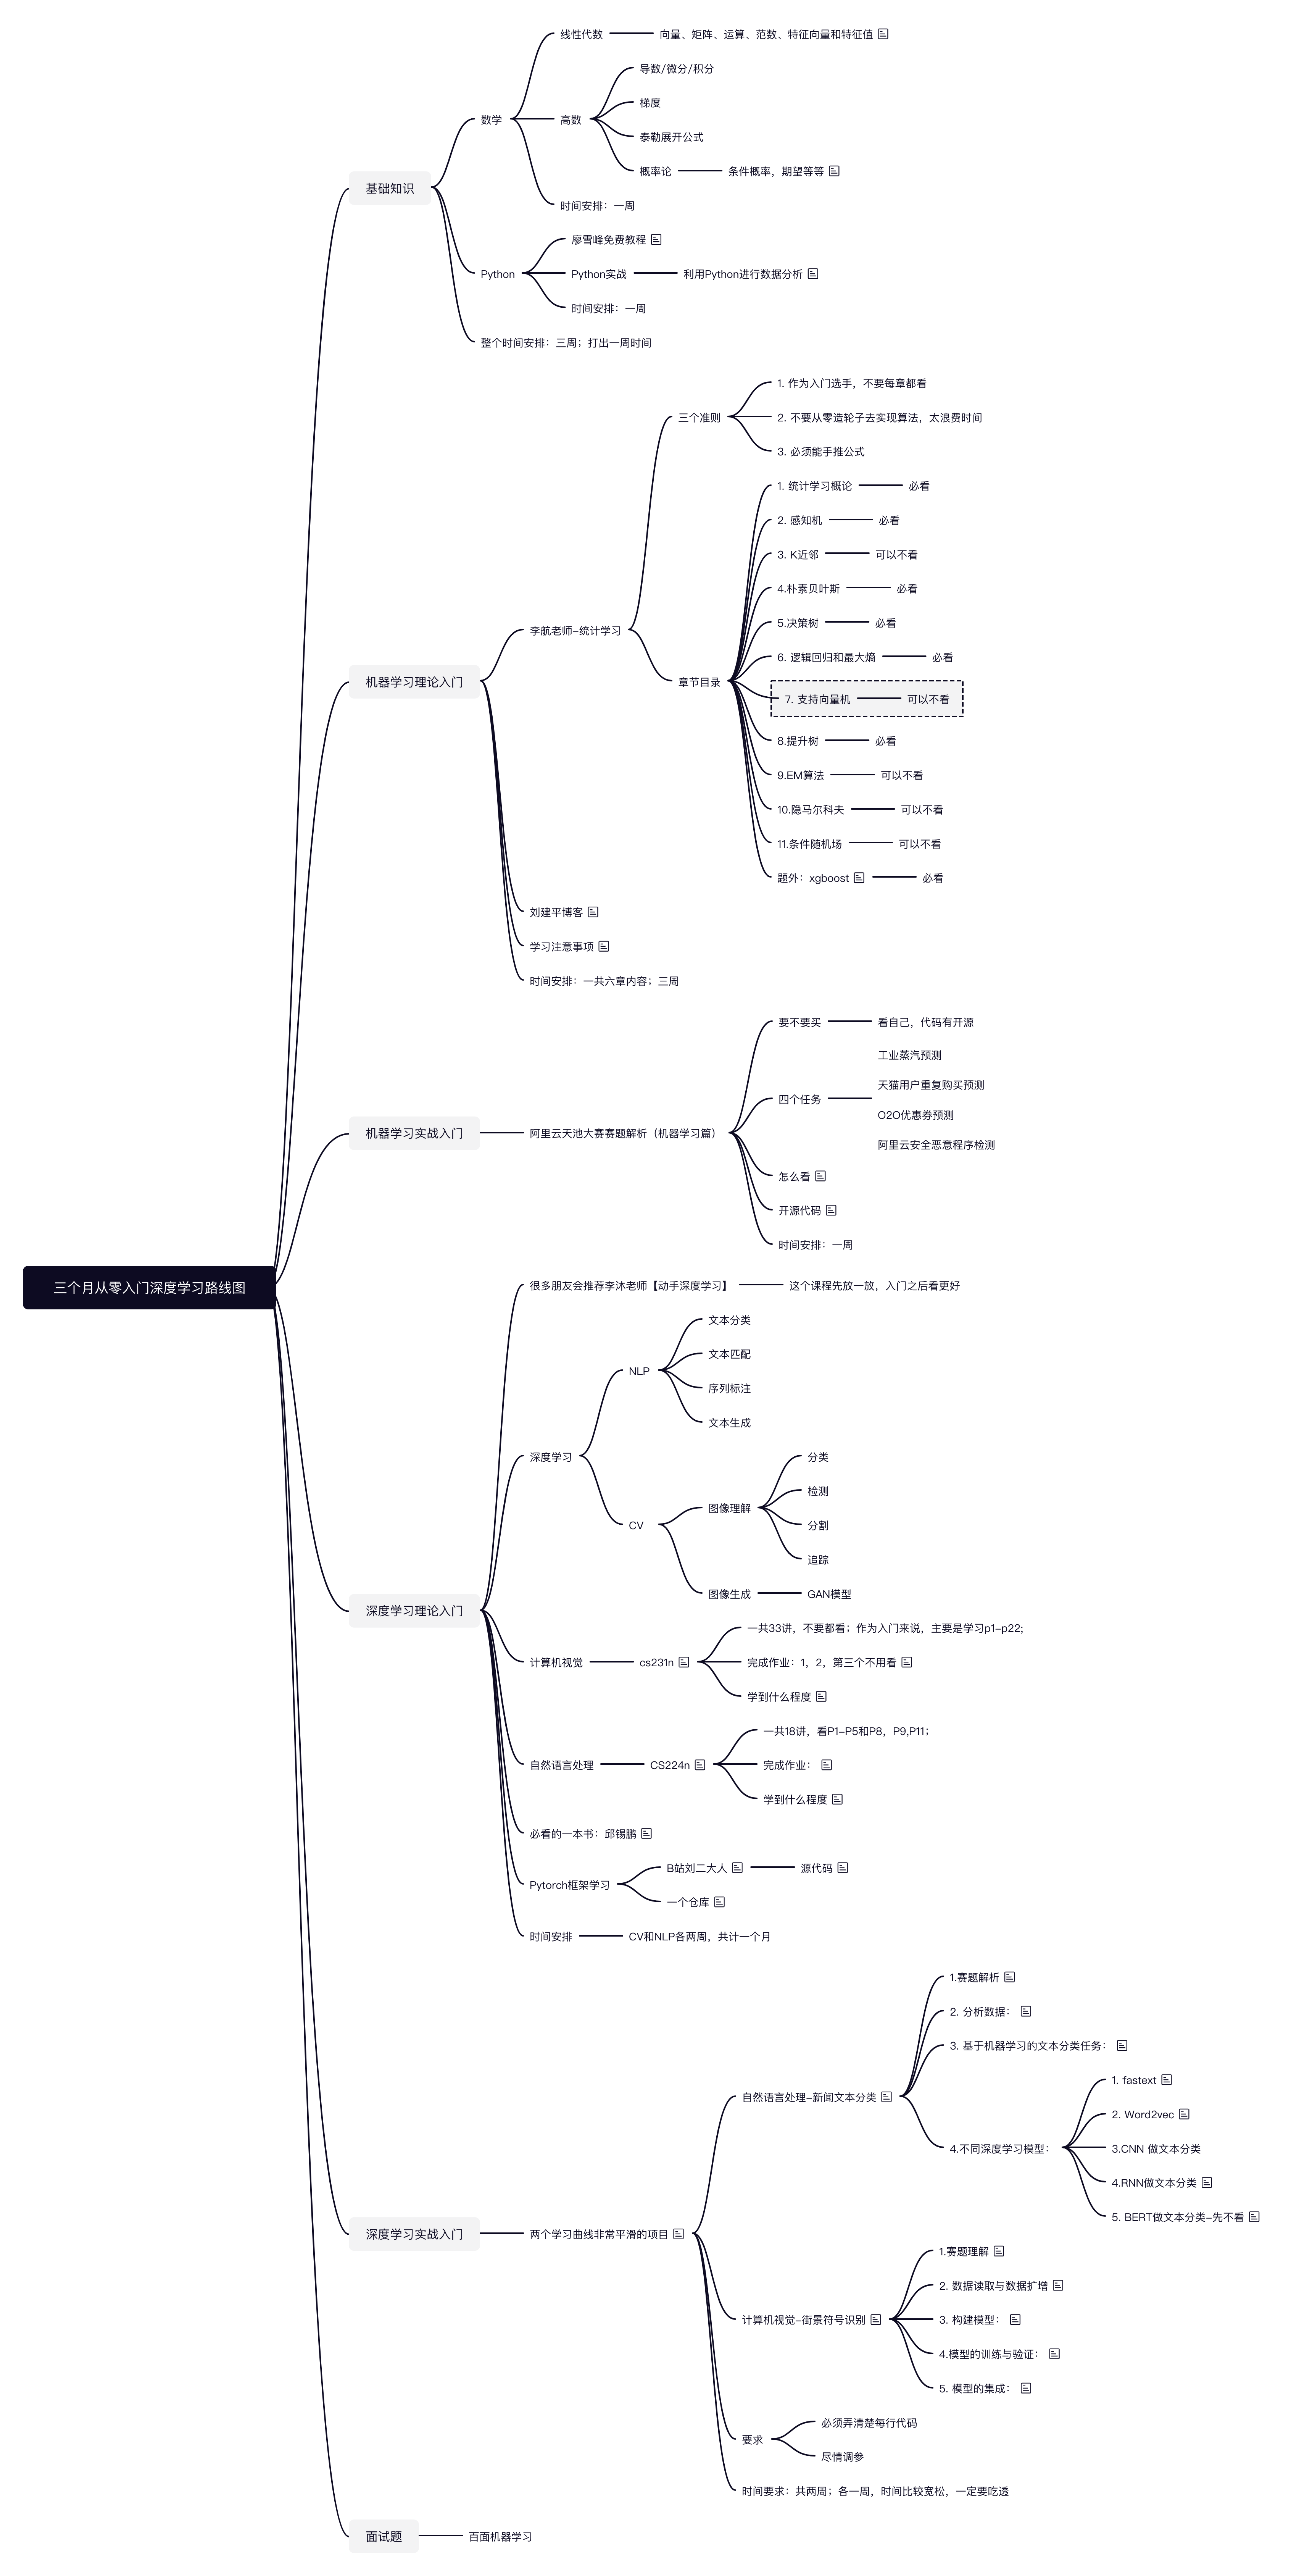 三个月从零入门深度学习路线图
基础知识
数学
线性代数
向量、矩阵、运算、范数、特征向量和特征值
高数
导数/微分/积分
梯度
泰勒展开公式
概率论
条件概率，期望等等
时间安排：一周
Python
廖雪峰免费教程
Python实战
利用Python进行数据分析
时间安排：一周
整个时间安排：三周；打出一周时间
机器学习理论入门
李航老师-统计学习
三个准则
1. 作为入门选手，不要每章都看
2. 不要从零造轮子去实现算法，太浪费时间
3. 必须能手推公式
章节目录
1. 统计学习概论
必看
2. 感知机
必看
3. K近邻
可以不看
4.朴素贝叶斯
必看
5.决策树
必看
6. 逻辑回归和最大熵
必看
7. 支持向量机
可以不看
8.提升树
必看
9.EM算法
可以不看
10.隐马尔科夫
可以不看
11.条件随机场
可以不看
题外：xgboost
必看
刘建平博客
学习注意事项
时间安排：一共六章内容；三周
机器学习实战入门
阿里云天池大赛赛题解析（机器学习篇）
要不要买
看自己，代码有开源
四个任务
工业蒸汽预测
天猫用户重复购买预测
O2O优惠券预测
阿里云安全恶意程序检测
怎么看
开源代码
时间安排：一周
深度学习理论入门
很多朋友会推荐李沐老师【动手深度学习】
这个课程先放一放，入门之后看更好
深度学习
NLP
文本分类
文本匹配
序列标注
文本生成
CV
图像理解
分类
检测
分割
追踪
图像生成
GAN模型
计算机视觉
cs231n
一共33讲，不要都看；作为入门来说，主要是学习p1-p22;
完成作业：1，2，第三个不用看
学到什么程度
自然语言处理
CS224n
一共18讲，看P1-P5和P8，P9,P11；
完成作业：
学到什么程度
必看的一本书：邱锡鹏
Pytorch框架学习
B站刘二大人
源代码
一个仓库
时间安排
CV和NLP各两周，共计一个月
深度学习实战入门
两个学习曲线非常平滑的项目
自然语言处理-新闻文本分类
1.赛题解析
2. 分析数据：
3. 基于机器学习的文本分类任务：
4.不同深度学习模型：
1. fastext
2. Word2vec
3.CNN 做文本分类
4.RNN做文本分类
5. BERT做文本分类-先不看
计算机视觉-街景符号识别
1.赛题理解
2. 数据读取与数据扩增
3. 构建模型：
4.模型的训练与验证：
5. 模型的集成：
要求
必须弄清楚每行代码
尽情调参
时间要求：共两周；各一周，时间比较宽松，一定要吃透
面试题
百面机器学习